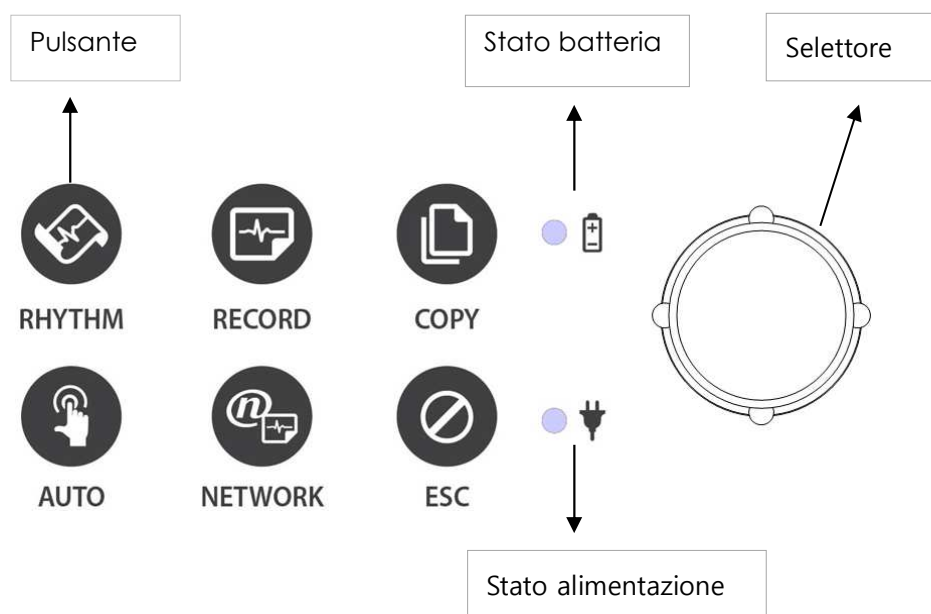 Pulsante
Stato batteria
Selettore
RHYTHM
RECORD
COPY
AUTO
NETWORK
ESC
Stato alimentazione